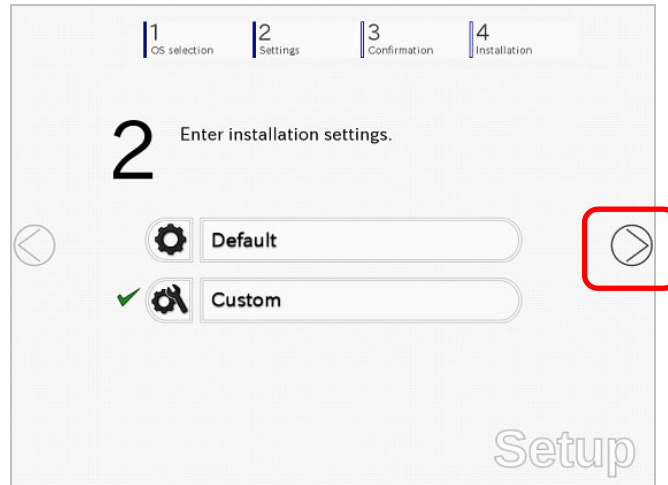 1 2 3 4
OS selection Settings Confirmation Installation
2 Enter installation settings.
Default
Custom
Setup